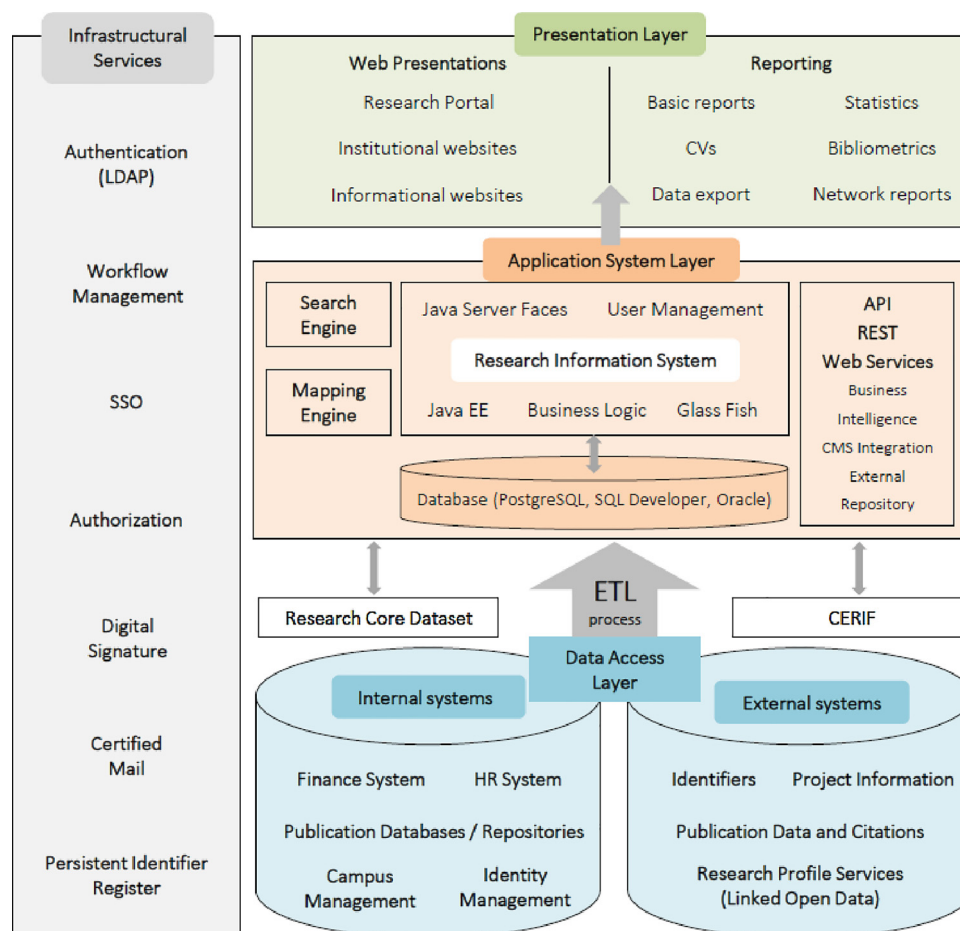 Infrastructural
Services
Authentication
(LDAP)
Workflow
Management
SSO
Authorization
Digital
Signature
Certified
Mail
Persistent Identifier
Register
Presentation Layer
Web Presentations
Research Portal
Institutional websites
Informational websites
Reporting
Basic reports
Statistics
CVs
Bibliometrics
Data export
Network reports
Application System Layer
Search
Engine
Mapping
Engine
Java Server Faces
User Management
Research Information System
Java EE
Business Logic
Glass Fish
Database (PostgreSQL, SQL Developer, Oracle)
API
REST
Web Services
Business
Intelligence
CMS Integration
External
Repository
Research Core Dataset
ETL
process
CERIF
Data Access
Layer
Internal systems
Finance System
HR System
Publication Databases / Repositories
Campus
Management
Identity
Management
External systems
Identifiers
Project Information
Publication Data and Citations
Research Profile Services
(Linked Open Data)